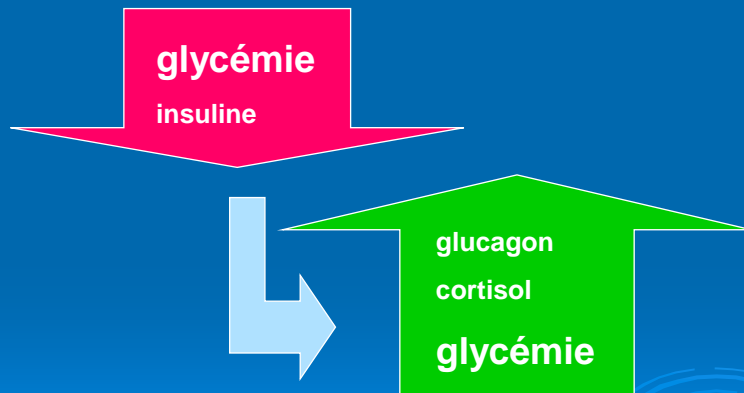 glycémie
insuline
glucagon
cortisol
glycémie